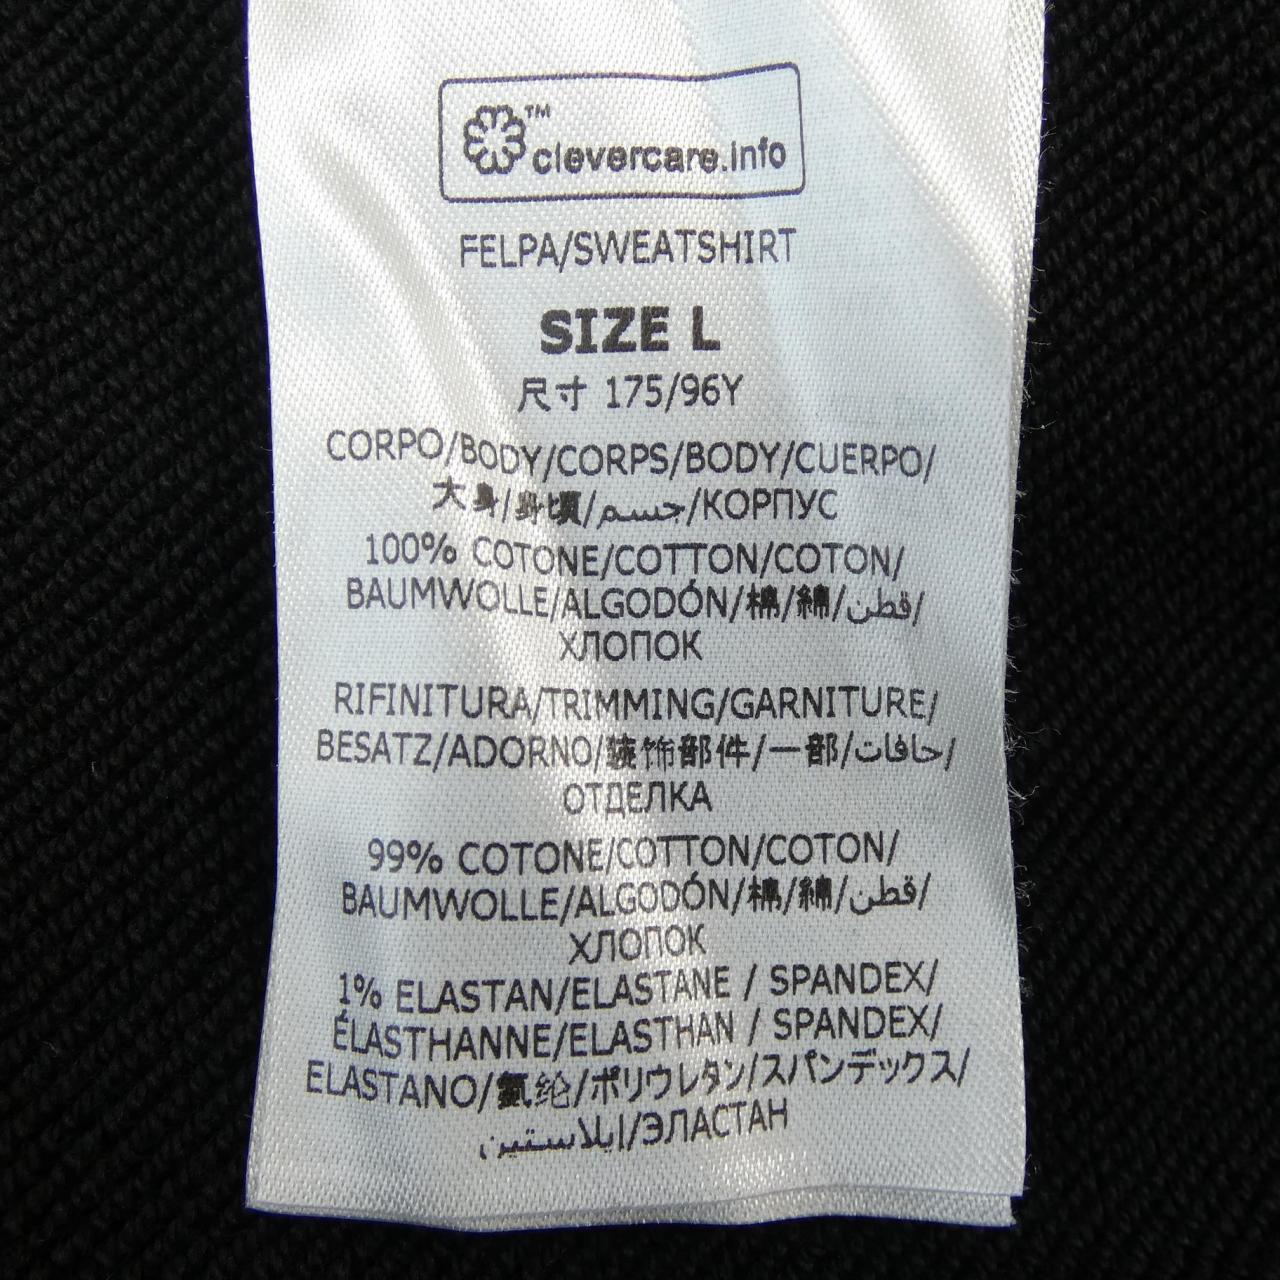 ™clevercare.info
FELPA/SWEATSHIRT
SIZE L
尺寸 175/96Y
CORPO/BODY/CORPS/BODY/CUERPO/
大身/身頃/جسم/КОРПУС
100% COTONE/COTTON/COTON/
BAUMWOLLE/ALGODÓN/棉/綿/قطن/
ХЛОПОК
RIFINITURA/TRIMMING/GARNITURE/
BESATZ/ADORNO/装饰部件/一部/حافات/
ОТДЕЛКА
99% COTONE/COTTON/COTON/
BAUMWOLLE/ALGODÓN/棉/綿/قطن/
ХЛОПОК
1% ELASTAN/ELASTANE / SPANDEX/
ÉLASTHANNE/ELASTHAN / SPANDEX/
ELASTANO/氨纶/ポリウレタン/スパンデックス/
إيلاستين/ЭЛАСТАН